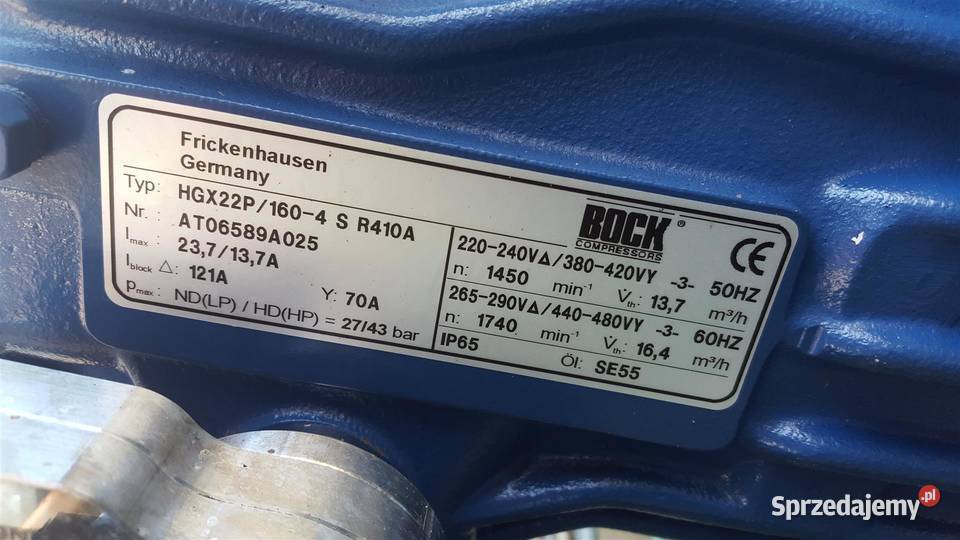 Frickenhausen
Germany
Typ: HGX22P/160-4 S R410A
Nr. : AT06589A025
Imax : 23,7/13,7A
Iblock △: 121A Y: 70A
pmax: ND(LP) / HD(HP) = 27/43 bar
BOCK®
COMPRESSORS
CE
220-240V∆/380-420VY -3- 50HZ
n: 1450 min⁻¹ V̇th: 13,7 m³/h
265-290V∆/440-480VY -3- 60HZ
n: 1740 min⁻¹ V̇th: 16,4 m³/h
IP65 Öl: SE55
Sprzedajemy.pl